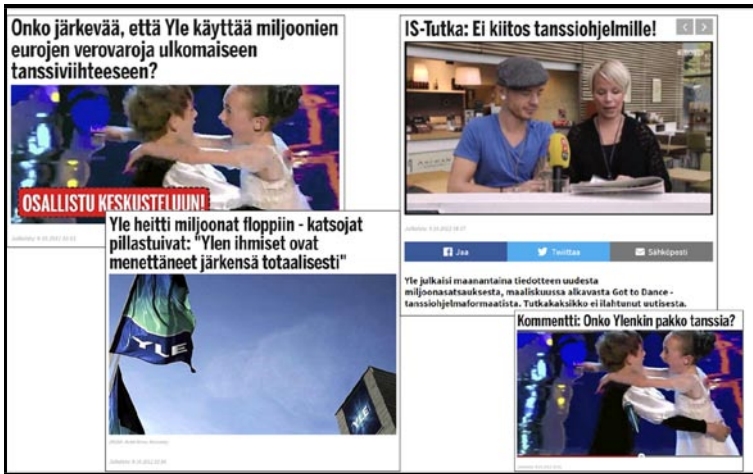 Onko järkevää, että Yle käyttää miljoonien
eurojen verovaroja ulkomaiseen
tanssiviihteeseen?
OSALLISTU KESKUSTELUUN!
Yle heitti miljoonat floppiin - katsojat
pillastuivat: "Ylen ihmiset ovat
menettäneet järkensä totaalisesti"
YLE
YLE
IS-Tutka: Ei kiitos tanssiohjelmille!
Jaa
Twiittaa
Sähköposti
Yle julkaisi maanantaina tiedotteen uudesta
miljoonasatsauksesta, maaliskuussa alkavasta Got to Dance -
tanssiohjelmaformaatista. Tutkakaksikko ei ilahtunut uutisesta.
Kommentti: Onko Ylenkin pakko tanssia?